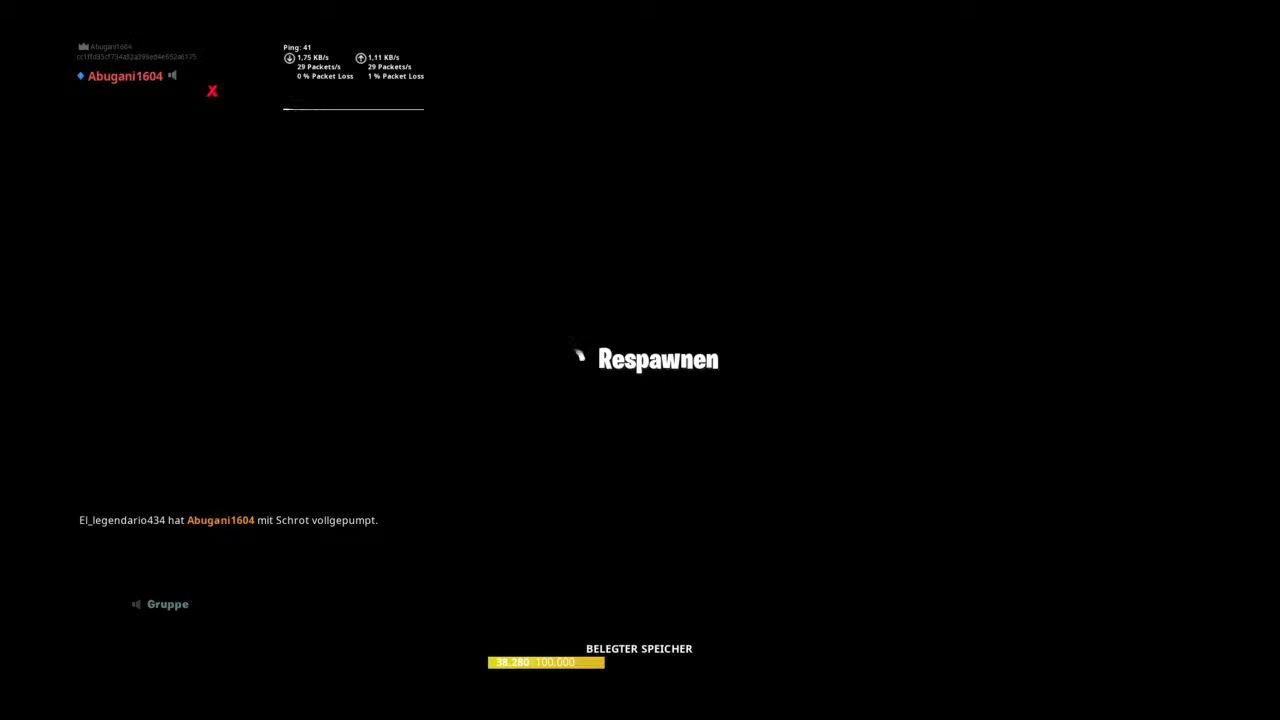 Abugani1604
Abugani1604
X
Ping: 41
1,75 KB/s 1,11 KB/s
29 Packets/s 29 Packets/s
0 % Packet Loss 1 % Packet Loss
Respawnen
El_legendario434 hat Abugani1604 mit Schrot vollgepumpt.
Gruppe
BELEGTER SPEICHER
38.280 100.000